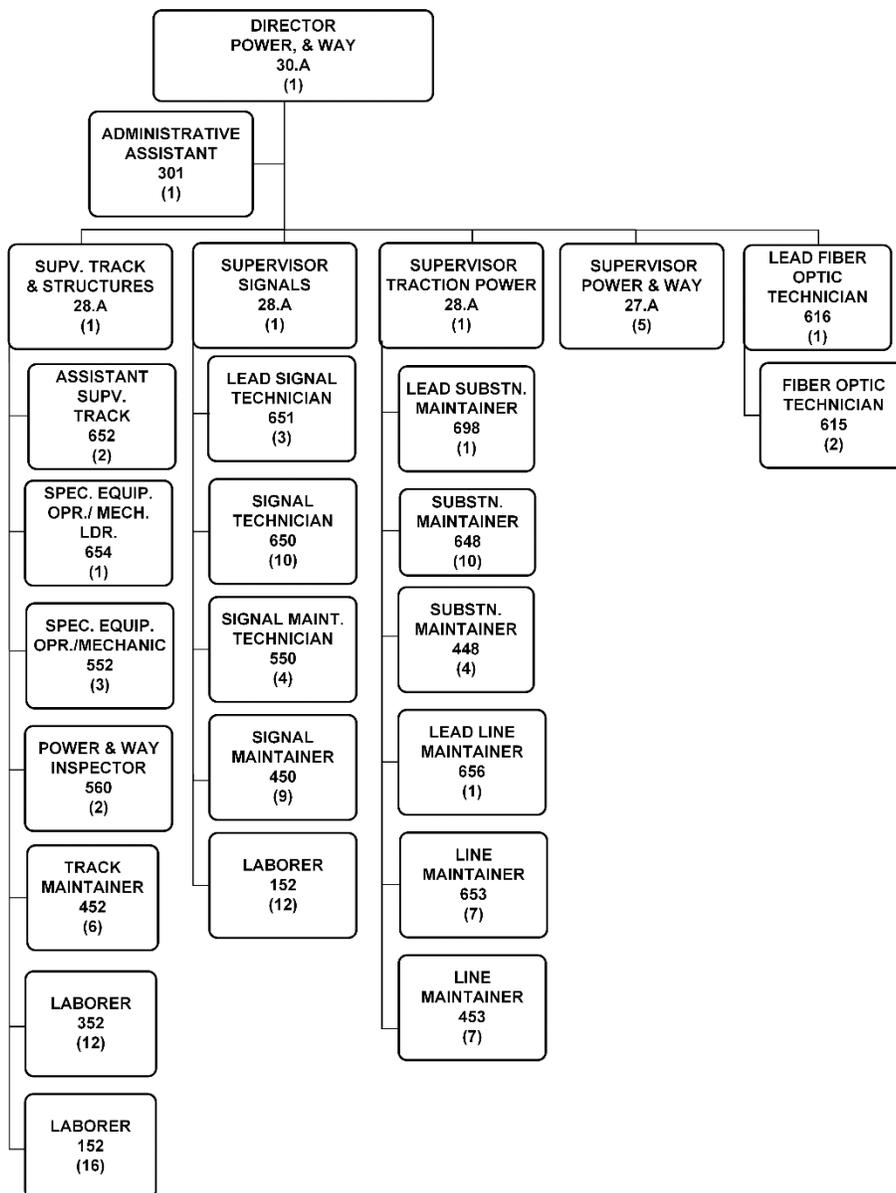 DIRECTOR
POWER, & WAY
30.A
(1)
ADMINISTRATIVE
ASSISTANT
301
(1)
SUPV. TRACK
& STRUCTURES
28.A
(1)
ASSISTANT
SUPV.
TRACK
652
(2)
SPEC. EQUIP.
OPR./ MECH.
LDR.
654
(1)
SPEC. EQUIP.
OPR./MECHANIC
552
(3)
POWER & WAY
INSPECTOR
560
(2)
TRACK
MAINTAINER
452
(6)
LABORER
352
(12)
LABORER
152
(16)
SUPERVISOR
SIGNALS
28.A
(1)
LEAD SIGNAL
TECHNICIAN
651
(3)
SIGNAL
TECHNICIAN
650
(10)
SIGNAL MAINT.
TECHNICIAN
550
(4)
SIGNAL
MAINTAINER
450
(9)
LABORER
152
(12)
SUPERVISOR
TRACTION POWER
28.A
(1)
LEAD SUBSTN.
MAINTAINER
698
(1)
SUBSTN.
MAINTAINER
648
(10)
SUBSTN.
MAINTAINER
448
(4)
LEAD LINE
MAINTAINER
656
(1)
LINE
MAINTAINER
653
(7)
LINE
MAINTAINER
453
(7)
SUPERVISOR
POWER & WAY
27.A
(5)
LEAD FIBER
OPTIC
TECHNICIAN
616
(1)
FIBER OPTIC
TECHNICIAN
615
(2)